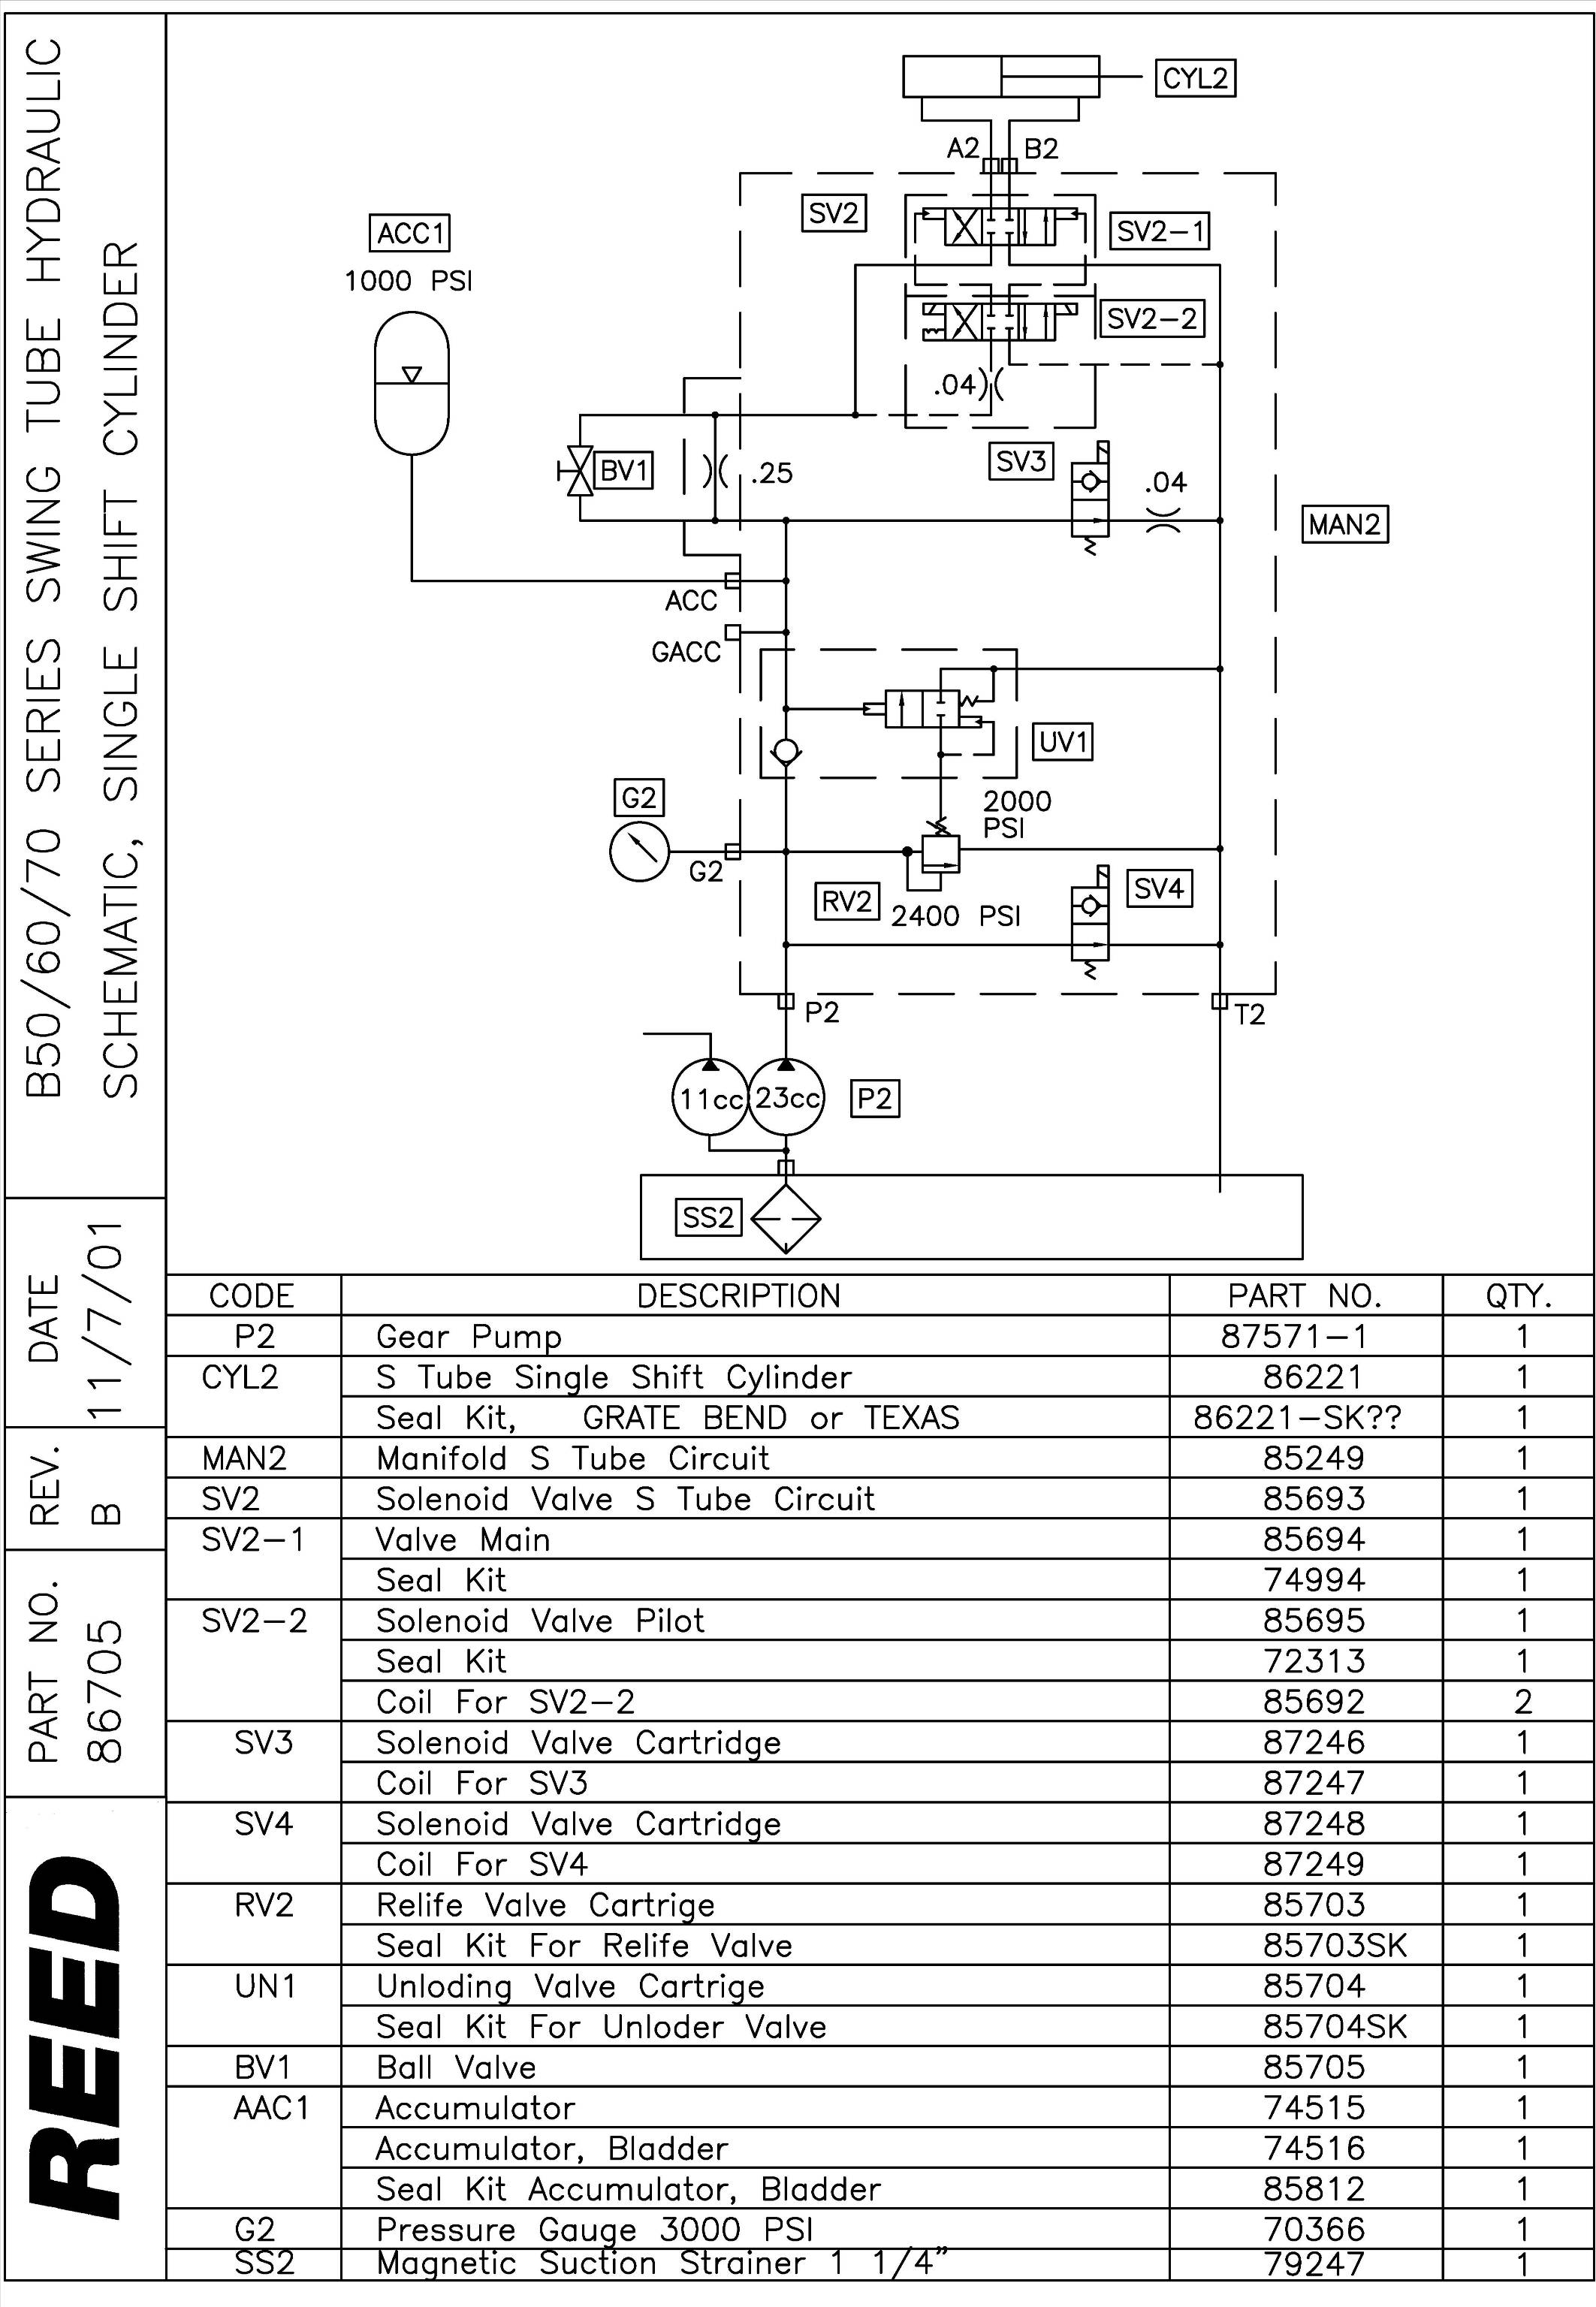 B50/60/70 SERIES SWING TUBE HYDRAULIC
SCHEMATIC, SINGLE SHIFT CYLINDER
DATE
11/7/01
REV.
B
PART NO.
86705
REED
CYL2
A2
B2
SV2
SV2-1
ACC1
1000 PSI
SV2-2
.04
SV3
BV1
.25
.04
MAN2
ACC
GACC
UV1
G2
2000
PSI
G2
RV2
2400 PSI
SV4
P2
T2
11cc
23cc
P2
SS2
CODE DESCRIPTION PART NO. QTY.
P2 Gear Pump 87571-1 1
CYL2 S Tube Single Shift Cylinder 86221 1
Seal Kit, GRATE BEND or TEXAS 86221-SK?? 1
MAN2 Manifold S Tube Circuit 85249 1
SV2 Solenoid Valve S Tube Circuit 85693 1
SV2-1 Valve Main 85694 1
Seal Kit 74994 1
SV2-2 Solenoid Valve Pilot 85695 1
Seal Kit 72313 1
Coil For SV2-2 85692 2
SV3 Solenoid Valve Cartridge 87246 1
Coil For SV3 87247 1
SV4 Solenoid Valve Cartridge 87248 1
Coil For SV4 87249 1
RV2 Relife Valve Cartrige 85703 1
Seal Kit For Relife Valve 85703SK 1
UN1 Unloding Valve Cartrige 85704 1
Seal Kit For Unloder Valve 85704SK 1
BV1 Ball Valve 85705 1
AAC1 Accumulator 74515 1
Accumulator, Bladder 74516 1
Seal Kit Accumulator, Bladder 85812 1
G2 Pressure Gauge 3000 PSI 70366 1
SS2 Magnetic Suction Strainer 1 1/4" 79247 1